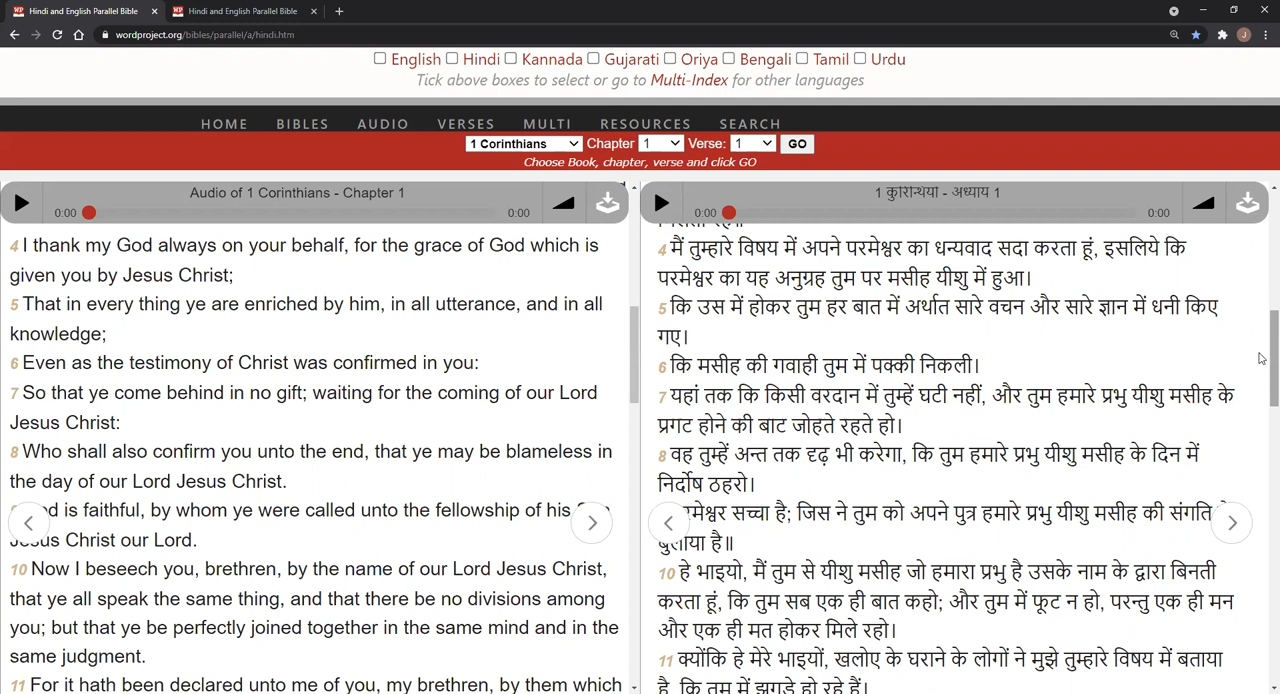 Hindi and English Parallel Bible
Hindi and English Parallel Bible
wordproject.org/bibles/parallel/a/hindi.htm
J
English Hindi Kannada Gujarati Oriya Bengali Tamil Urdu
Tick above boxes to select or go to Multi-Index for other languages
HOME BIBLES AUDIO VERSES MULTI RESOURCES SEARCH
1 Corinthians Chapter 1 Verse: 1 GO
Choose Book, chapter, verse and click GO
Audio of 1 Corinthians - Chapter 1
0:00 0:00
4 I thank my God always on your behalf, for the grace of God which is
given you by Jesus Christ;
5 That in every thing ye are enriched by him, in all utterance, and in all
knowledge;
6 Even as the testimony of Christ was confirmed in you:
7 So that ye come behind in no gift; waiting for the coming of our Lord
Jesus Christ:
8 Who shall also confirm you unto the end, that ye may be blameless in
the day of our Lord Jesus Christ.
is faithful, by whom ye were called unto the fellowship of his
Christ our Lord.
10 Now I beseech you, brethren, by the name of our Lord Jesus Christ,
that ye all speak the same thing, and that there be no divisions among
you; but that ye be perfectly joined together in the same mind and in the
same judgment.
11 For it hath been declared unto me of you, my brethren, by them which
1 कुरिन्थियों - अध्याय 1
0:00 0:00
4 मैं तुम्हारे विषय में अपने परमेश्वर का धन्यवाद सदा करता हूं, इसलिये कि
परमेश्वर का यह अनुग्रह तुम पर मसीह यीशु में हुआ।
5 कि उस में होकर तुम हर बात में अर्थात सारे वचन और सारे ज्ञान में धनी किए
गए।
6 कि मसीह की गवाही तुम में पक्की निकली।
7 यहां तक कि किसी वरदान में तुम्हें घटी नहीं, और तुम हमारे प्रभु यीशु मसीह के
प्रगट होने की बाट जोहते रहते हो।
8 वह तुम्हें अन्त तक दृढ़ भी करेगा, कि तुम हमारे प्रभु यीशु मसीह के दिन में
निर्दोष ठहरो।
सच्चा है; जिस ने तुम को अपने पुत्र हमारे प्रभु यीशु मसीह की संगति
बुलाया है॥
10 हे भाइयो, मैं तुम से यीशु मसीह जो हमारा प्रभु है उसके नाम के द्वारा बिनती
करता हूं, कि तुम सब एक ही बात कहो; और तुम में फूट न हो, परन्तु एक ही मन
और एक ही मत होकर मिले रहो।
11 क्योंकि हे मेरे भाइयों, खलोए के घराने के लोगों ने मुझे तुम्हारे विषय में बताया
है, कि तुम में झगड़े हो रहे हैं।